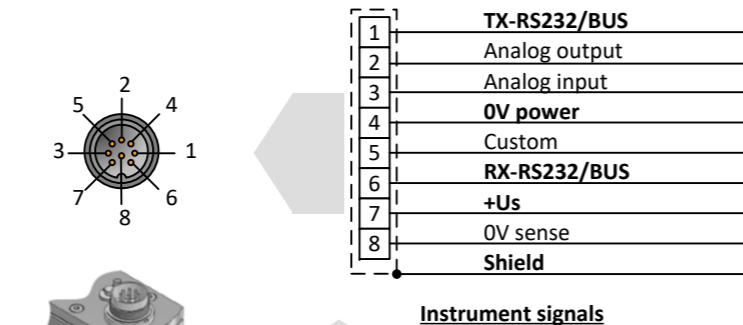 2
5 4
3 1
7 6
8
1 TX-RS232/BUS
2 Analog output
3 Analog input
4 0V power
5 Custom
6 RX-RS232/BUS
7 +Us
8 0V sense
Shield
Instrument signals